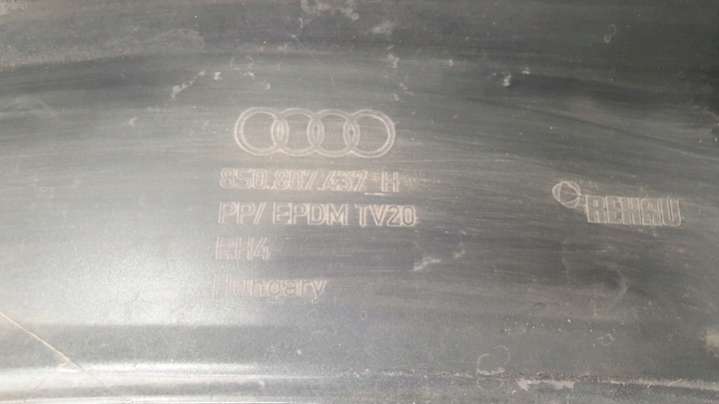 8S0.807.437 H
PP/ EPDM TV20
RH4
Hungary
REHAU